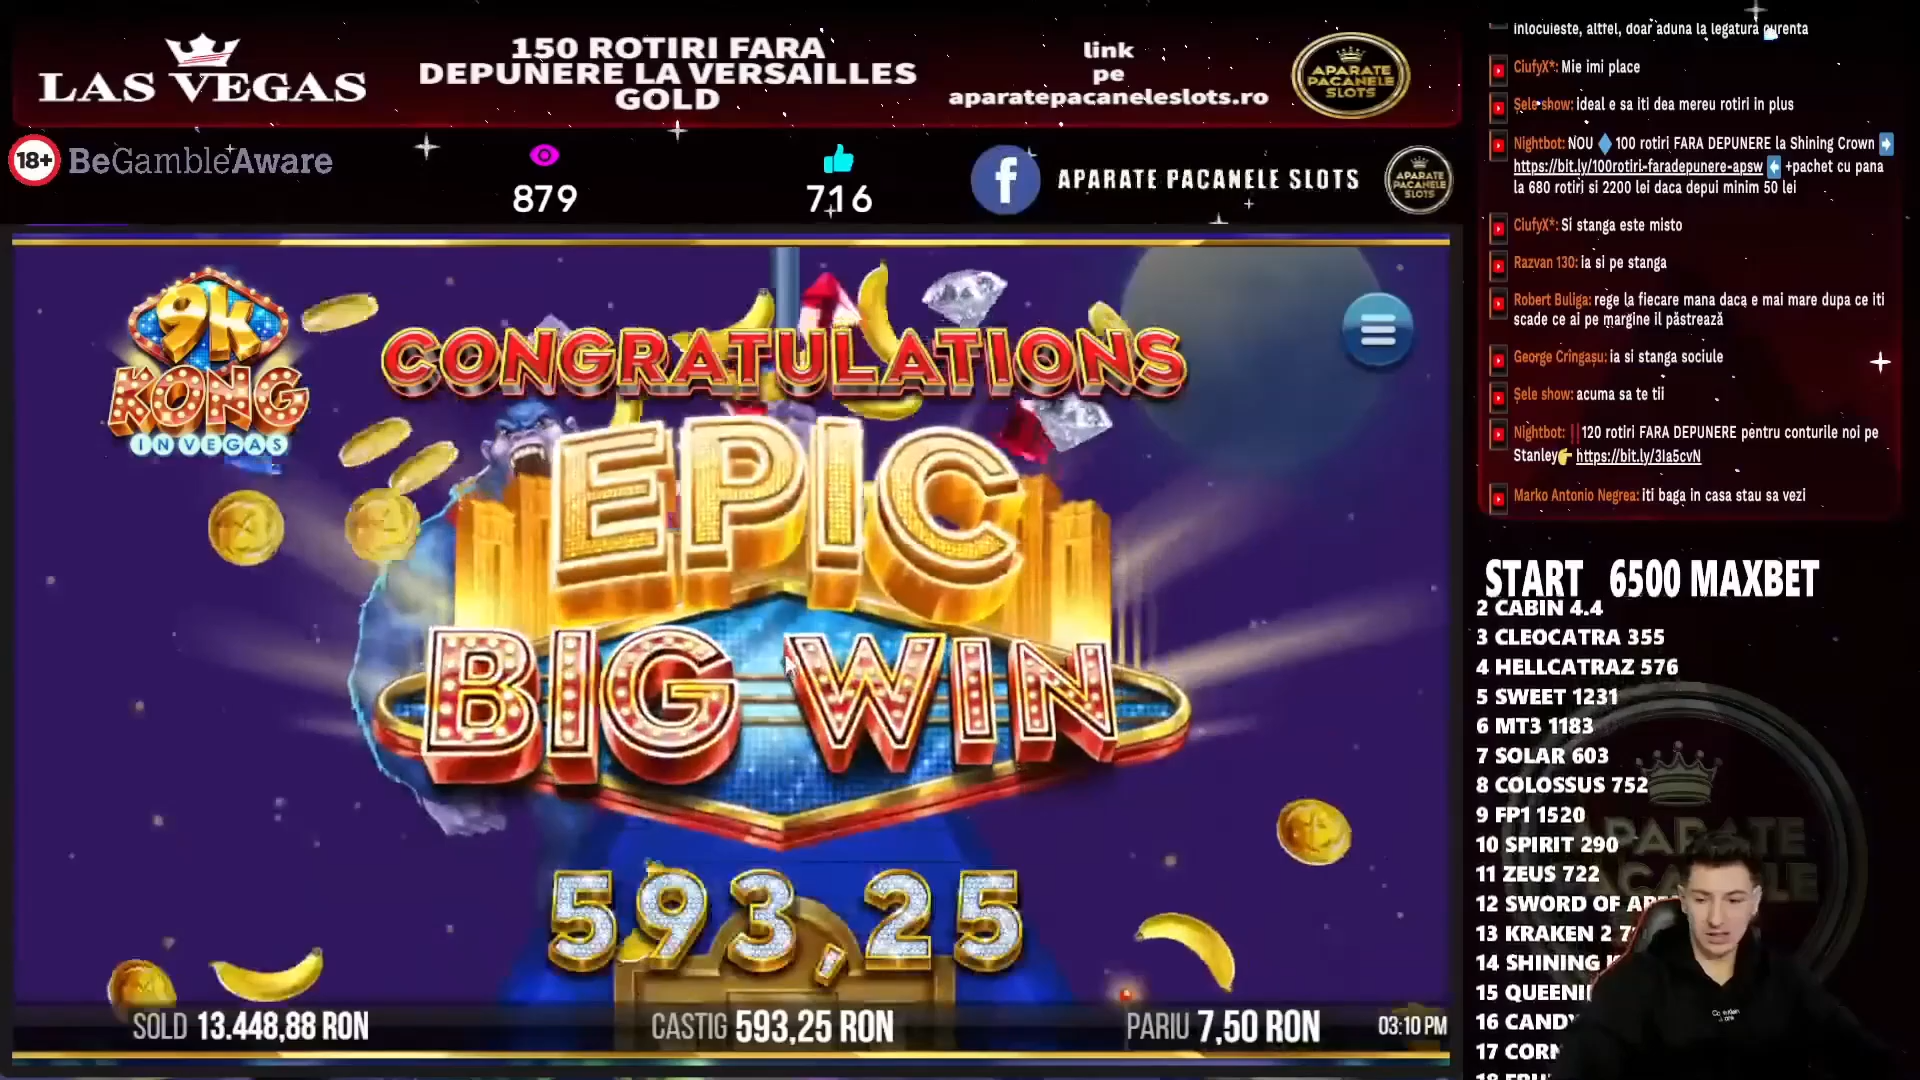 LAS VEGAS
150 ROTIRI FARA
DEPUNERE LA VERSAILLES
GOLD
link
pe
aparatepacaneleslots.ro
APARATE
PACANELE
SLOTS
18+ BeGambleAware
879
716
f
APARATE PACANELE SLOTS
APARATE
PACANELE
SLOTS
9K
KONG
IN VEGAS
CONGRATULATIONS
EPIC
BIG WIN
593,25
SOLD 13.448,88 RON
CASTIG 593,25 RON
PARIU 7,50 RON
03:10 PM
inlocuieste, altfel, doar aduna la legatura curenta
CiufyX*: Mie imi place
Șele show: ideal e sa iti dea mereu rotiri in plus
Nightbot: NOU 🔷 100 rotiri FARA DEPUNERE la Shining Crown ➡️
https://bit.ly/100rotiri-faradepunere-apsw ⬅️ +pachet cu pana
la 680 rotiri si 2200 lei daca depui minim 50 lei
CiufyX*: Si stanga este misto
Razvan 130: ia si pe stanga
Robert Buliga: rege la fiecare mana daca e mai mare dupa ce iti
scade ce ai pe margine il păstrează
George Crîngașu: ia si stanga sociule
Șele show: acuma sa te tii
Nightbot: ‼️120 rotiri FARA DEPUNERE pentru conturile noi pe
Stanley👉 https://bit.ly/3Ia5cvN
Marko Antonio Negrea: iti baga in casa stau sa vezi
START 6500 MAXBET
2 CABIN 4.4
3 CLEOCATRA 355
4 HELLCATRAZ 576
5 SWEET 1231
6 MT3 1183
7 SOLAR 603
8 COLOSSUS 752
9 FP1 1520
10 SPIRIT 290
11 ZEUS 722
12 SWORD OF
13 KRAKEN 2
14 SHINING
15
16 CANDY
17 CORN
18